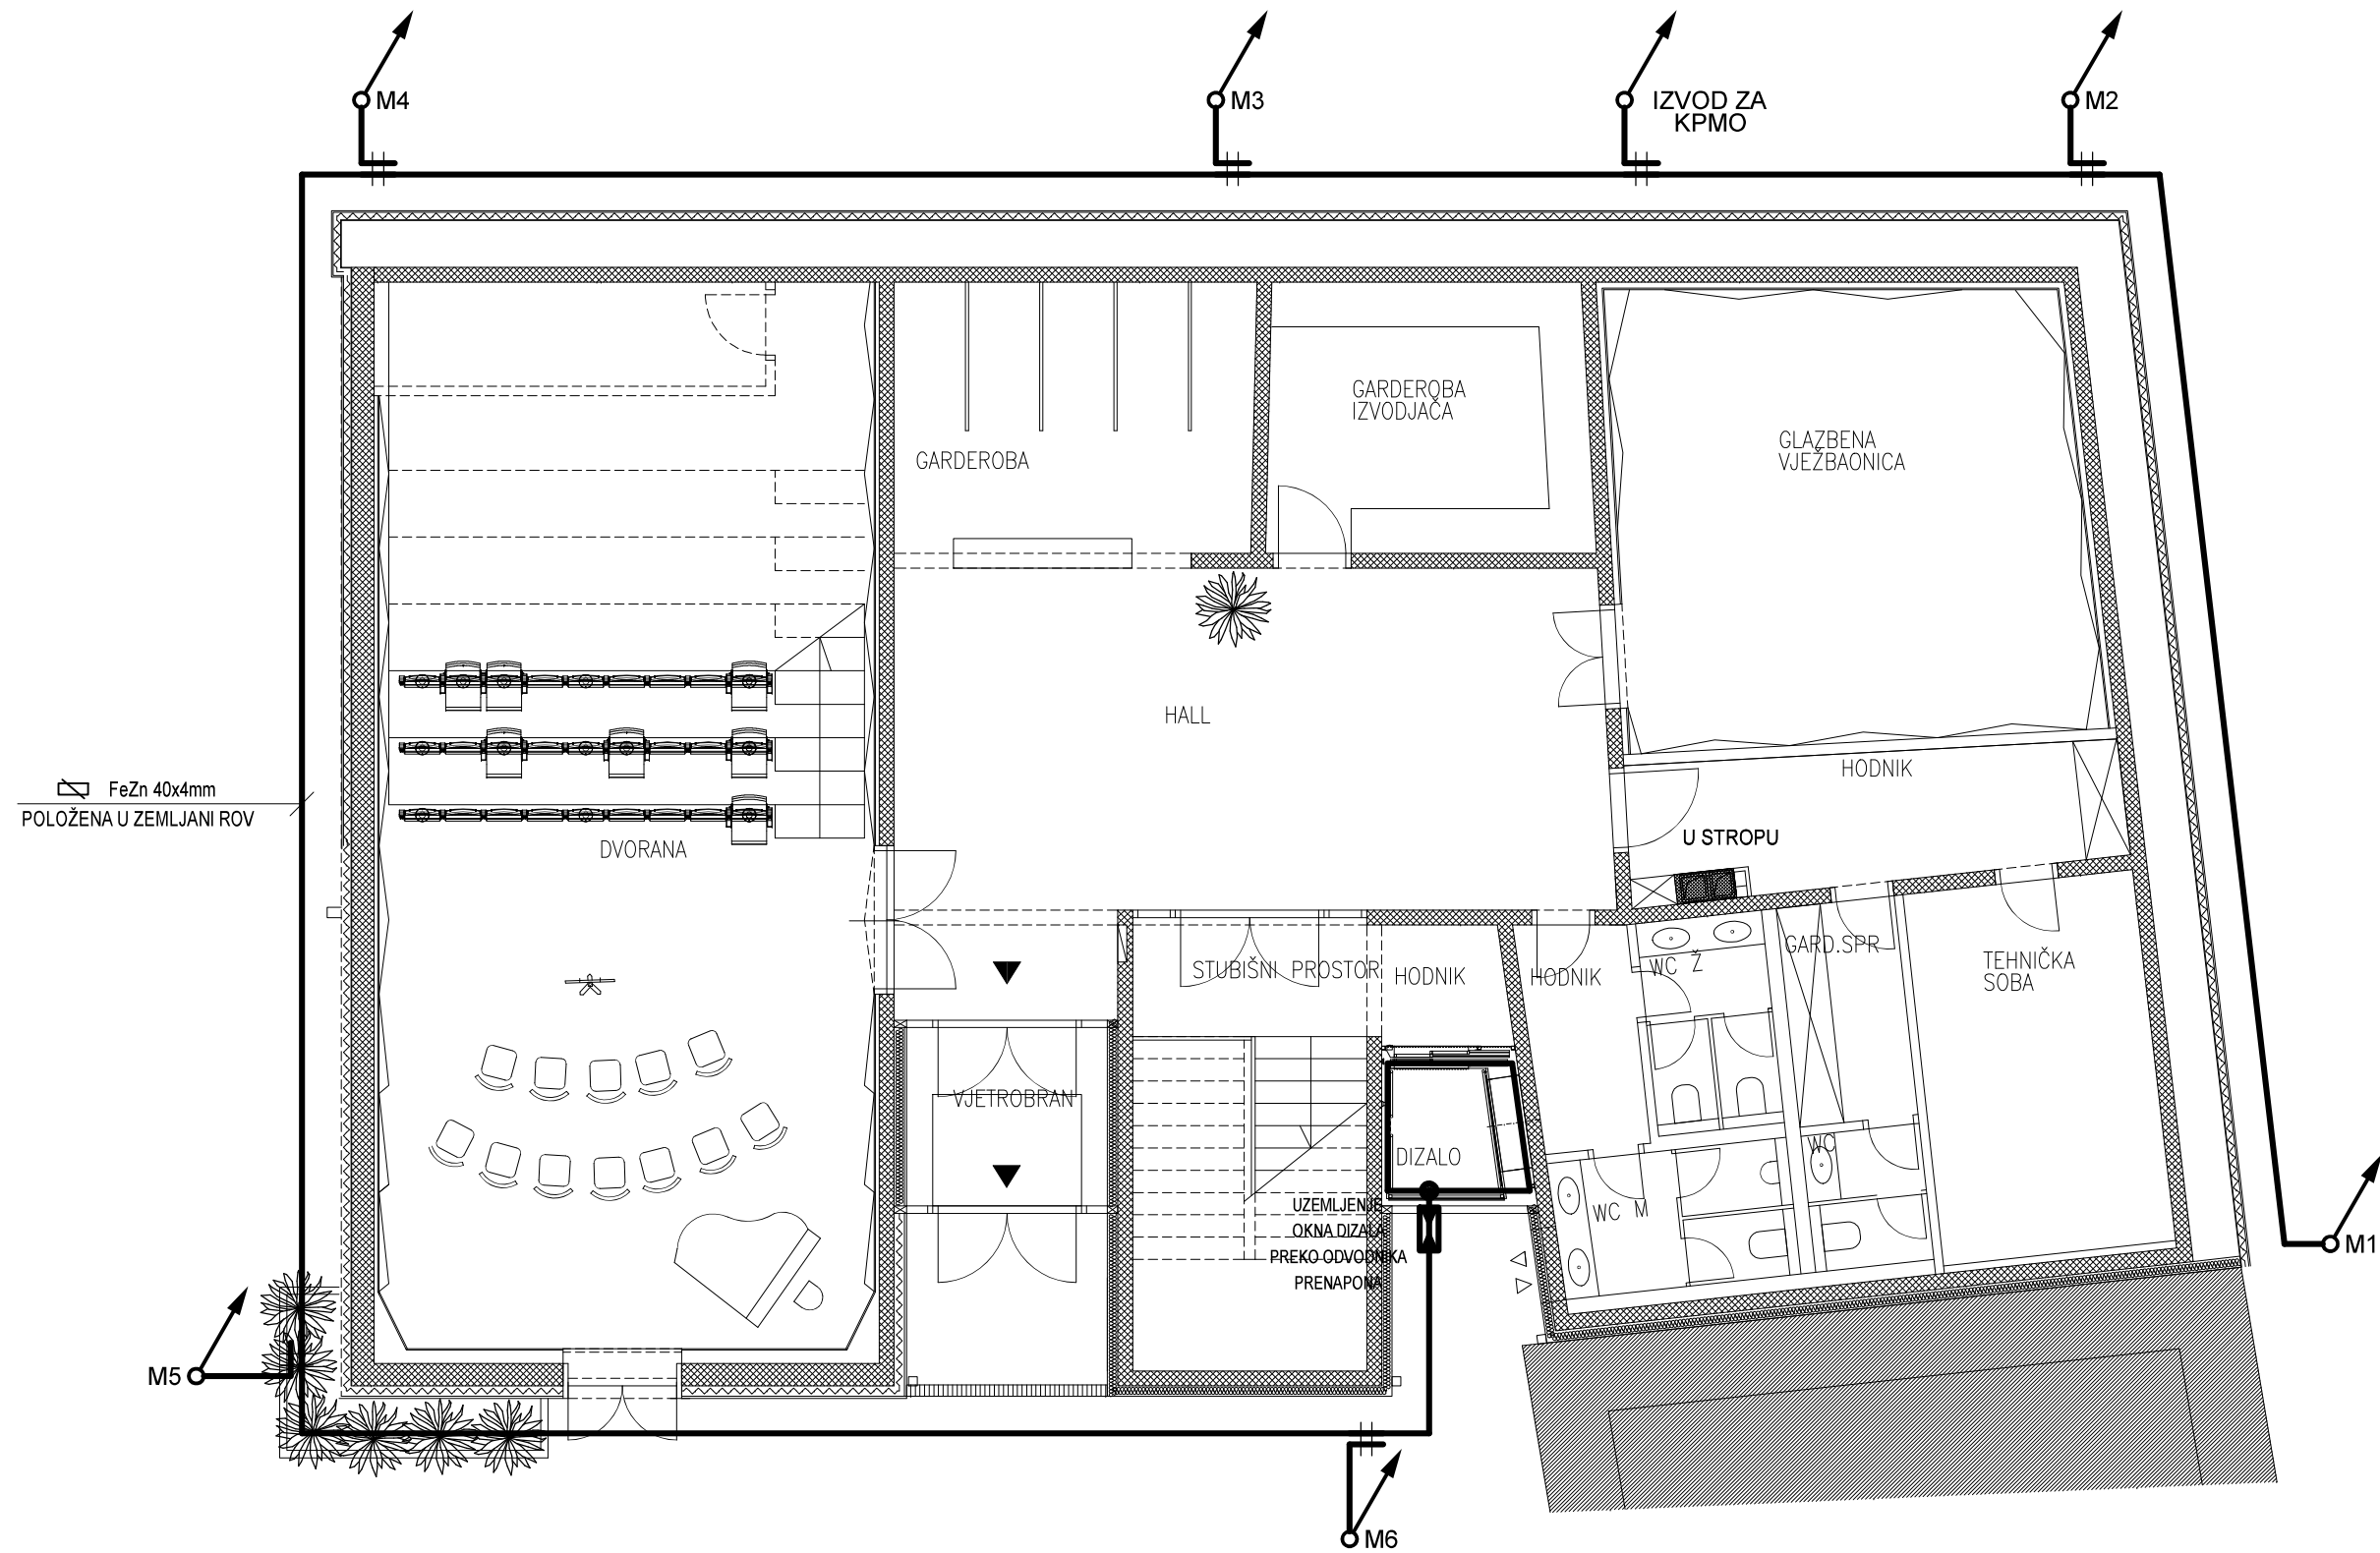 M4
M3
IZVOD ZA
KPMO
M2
GARDEROBA
IZVODJAČA
GLAZBENA
VJEŽBAONICA
GARDEROBA
HALL
HODNIK
FeZn 40x4mm
POLOŽENA U ZEMLJANI ROV
U STROPU
DVORANA
GARD.SPR
STUBIŠNI PROSTOR
HODNIK
HODNIK
WC Ž
TEHNIČKA
SOBA
VJETROBRAN
DIZALO
WC
UZEMLJENJE
OKNA DIZALA
PREKO ODVODNIKA
PRENAPONA
WC M
M1
M5
M6